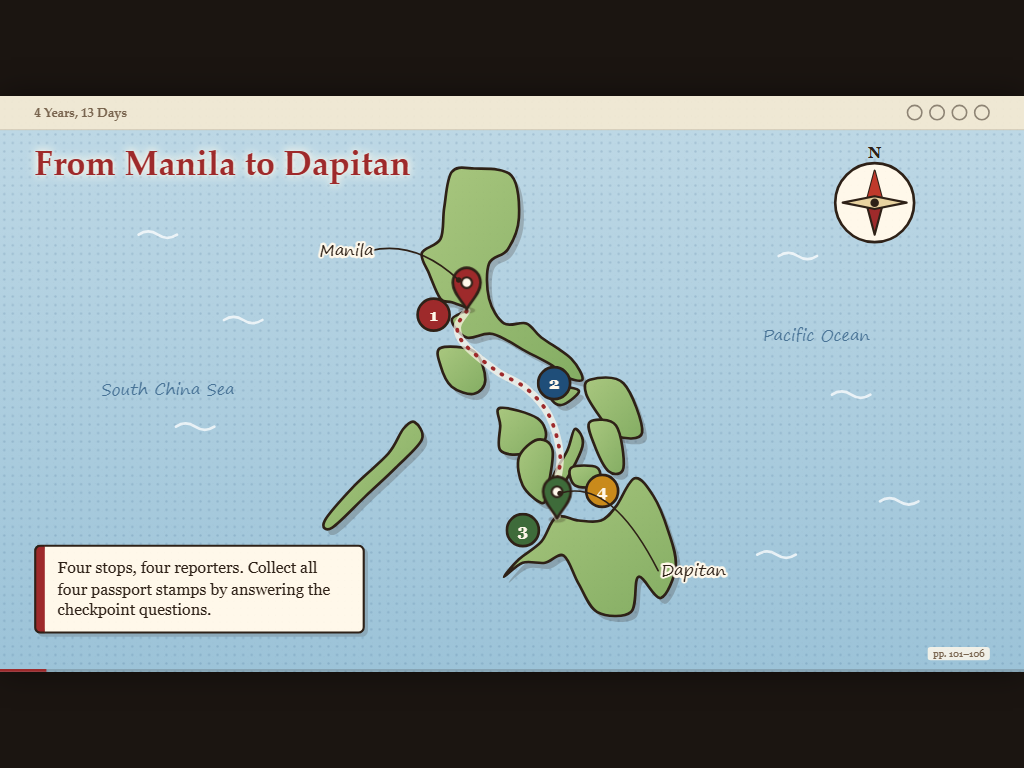 4 Years, 13 Days
From Manila to Dapitan
N
Manila
1
Pacific Ocean
2
South China Sea
4
3
Dapitan
Four stops, four reporters. Collect all
four passport stamps by answering the
checkpoint questions.
pp. 101–106